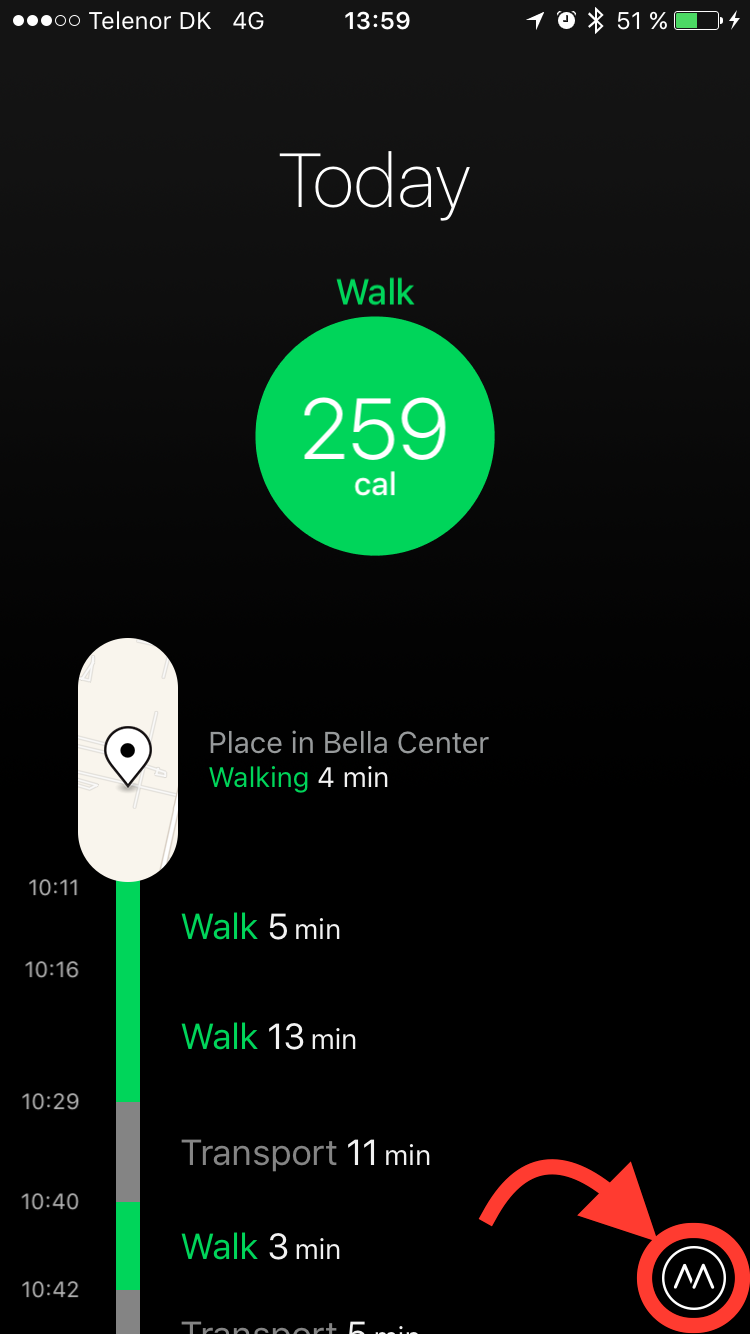 Telenor DK 4G 13:59 51 %
Today
Walk
259
cal
Place in Bella Center
Walking 4 min
10:11
Walk 5 min
10:16
Walk 13 min
10:29
Transport 11 min
10:40
Walk 3 min
10:42
Transport 5 min